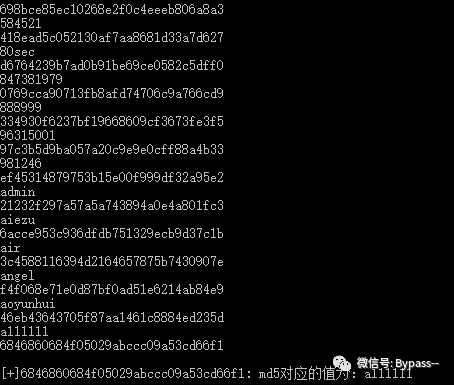 698bce85ec10268e2f0c4eeeb806a8a3
584521
418ead5c052130af7aa8681d33a7d627
80sec
d6764239b7ad0b91be69ce0582c5dff0
847381979
0769cca90713fb8afd74706c9a766cd9
888999
334930f6237bf19668609cf3673fe3f5
96315001
97c3b5d9ba057a20c9e9e0cff88a4b33
981246
ef45314879753b15e00f999df32a95e2
admin
21232f297a57a5a743894a0e4a801fc3
aiezu
6acce953c936dfdb751329ecb9d37c1b
air
3c4588116394d2164657875b7430907e
angel
f4f068e71e0d87bf0ad51e6214ab84e9
aoyunhui
46eb43643705f87aa1461c8884ed235d
a111111
6846860684f05029abccc09a53cd66f1
[+]6846860684f05029abccc09a53cd66f1: md5对应的值为: a111111
微信号: Bypass--